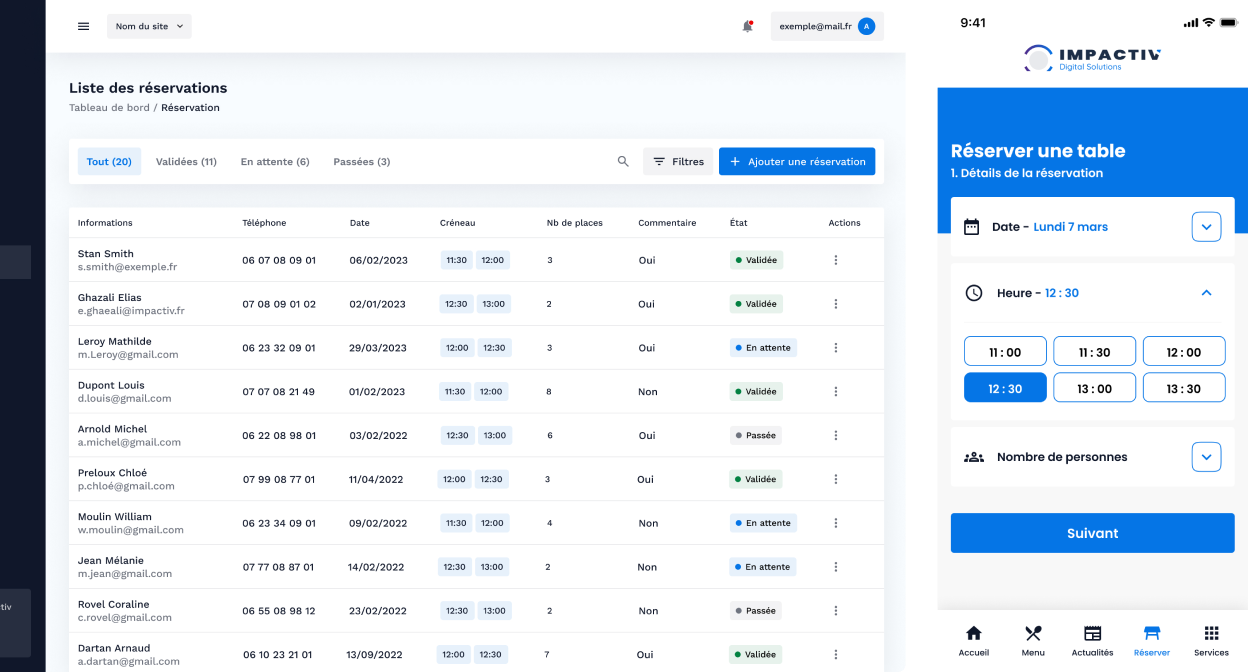 Nom du site
exemple@mail.fr A
Liste des réservations
Tableau de bord / Réservation
Tout (20) Validées (11) En attente (6) Passées (3) Filtres + Ajouter une réservation
Informations Téléphone Date Créneau Nb de places Commentaire État Actions
Stan Smith
s.smith@exemple.fr
06 07 08 09 01 06/02/2023 11:30 12:00 3 Oui Validée
Ghazali Elias
e.ghaeali@impactiv.fr
07 08 09 01 02 02/01/2023 12:30 13:00 2 Oui Validée
Leroy Mathilde
m.Leroy@gmail.com
06 23 32 09 01 29/03/2023 12:00 12:30 3 Oui En attente
Dupont Louis
d.louis@gmail.com
07 07 08 21 49 01/02/2023 11:30 12:00 8 Non Validée
Arnold Michel
a.michel@gmail.com
06 22 08 98 01 03/02/2022 12:30 13:00 6 Oui Passée
Preloux Chloé
p.chloé@gmail.com
07 99 08 77 01 11/04/2022 12:00 12:30 3 Oui Validée
Moulin William
w.moulin@gmail.com
06 23 34 09 01 09/02/2022 11:30 12:00 4 Non En attente
Jean Mélanie
m.jean@gmail.com
07 77 08 87 01 14/02/2022 12:30 13:00 2 Non En attente
Rovel Coraline
c.rovel@gmail.com
06 55 08 98 12 23/02/2022 12:30 13:00 2 Non Passée
Dartan Arnaud
a.dartan@gmail.com
06 10 23 21 01 13/09/2022 12:00 12:30 7 Oui Validée
tiv
9:41
IMPACTIV
Digital Solutions
Réserver une table
1. Détails de la réservation
Date - Lundi 7 mars
Heure - 12 : 30
11 : 00 11 : 30 12 : 00
12 : 30 13 : 00 13 : 30
Nombre de personnes
Suivant
Accueil Menu Actualités Réserver Services